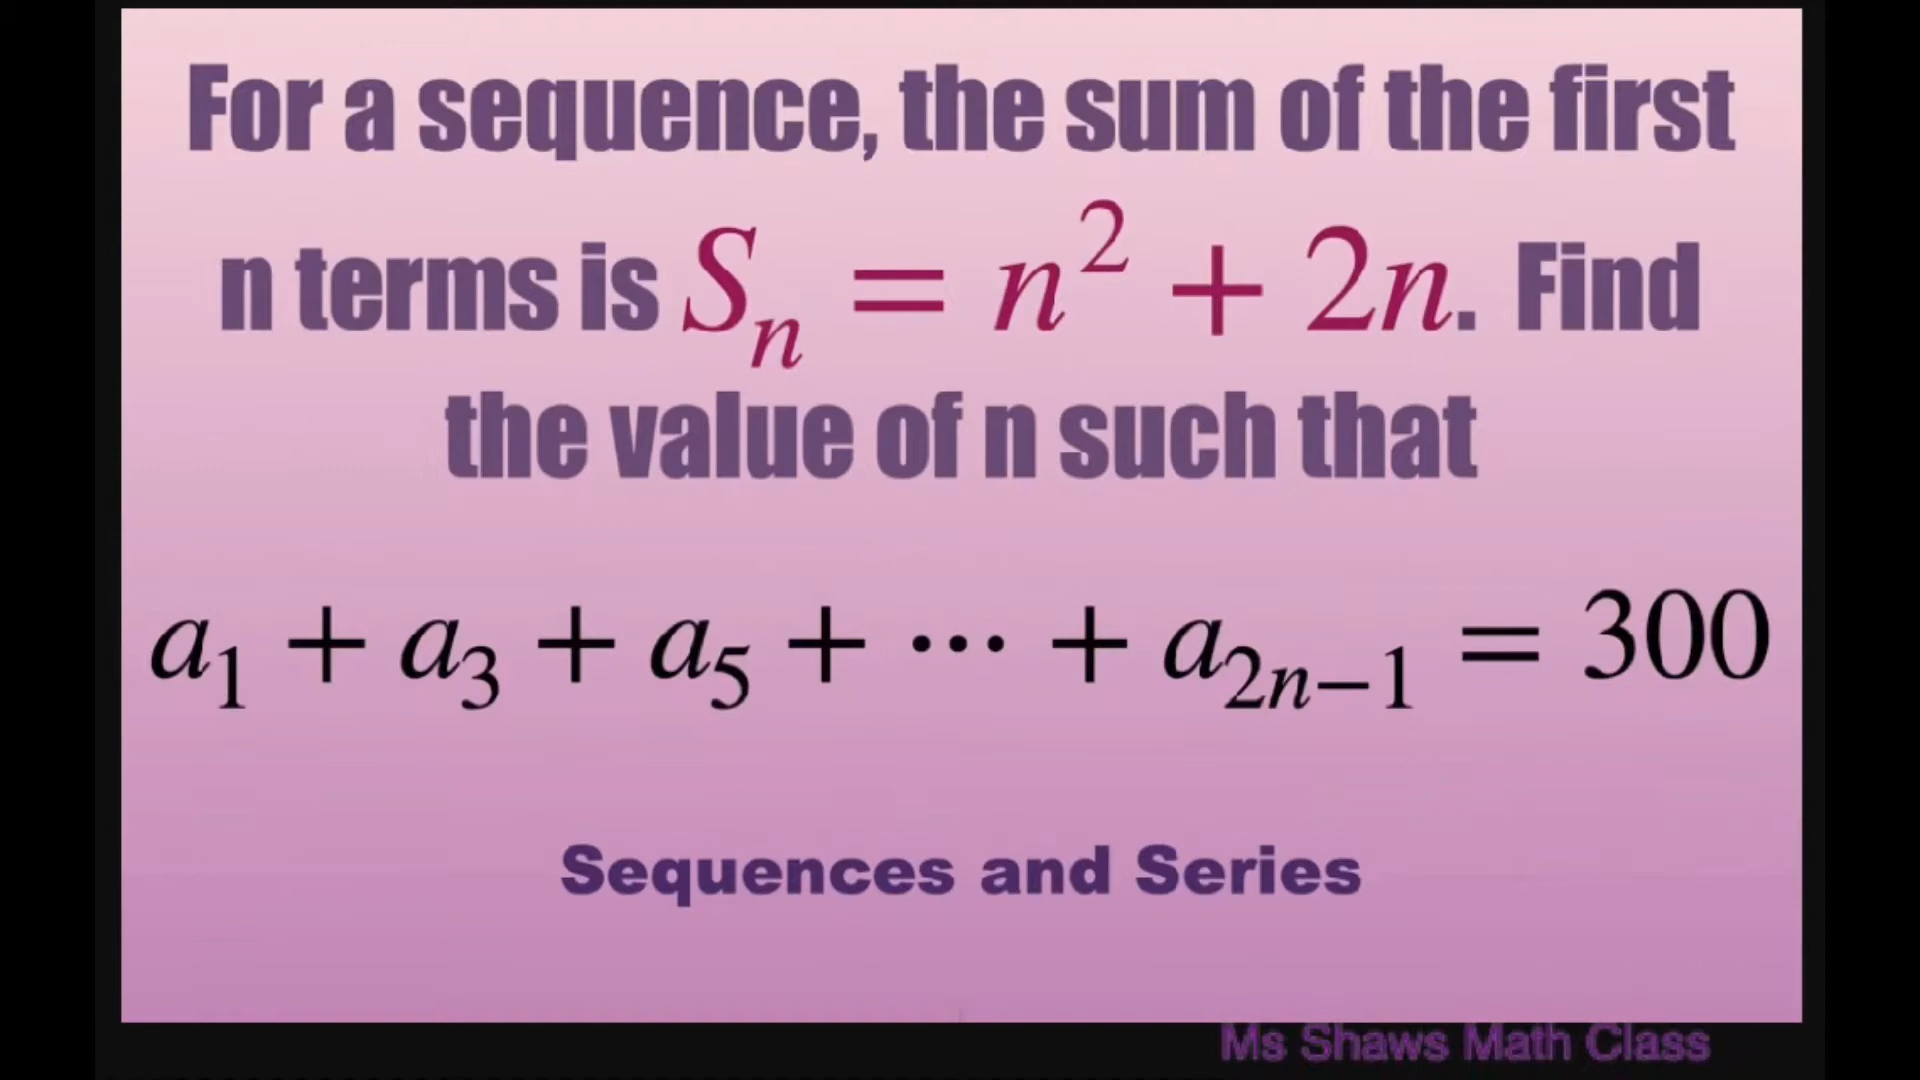 For a sequence, the sum of the first
n terms is Sₙ = n² + 2n. Find
the value of n such that
a₁ + a₃ + a₅ + ⋯ + a₂ₙ₋₁ = 300
Sequences and Series
Ms Shaws Math Class